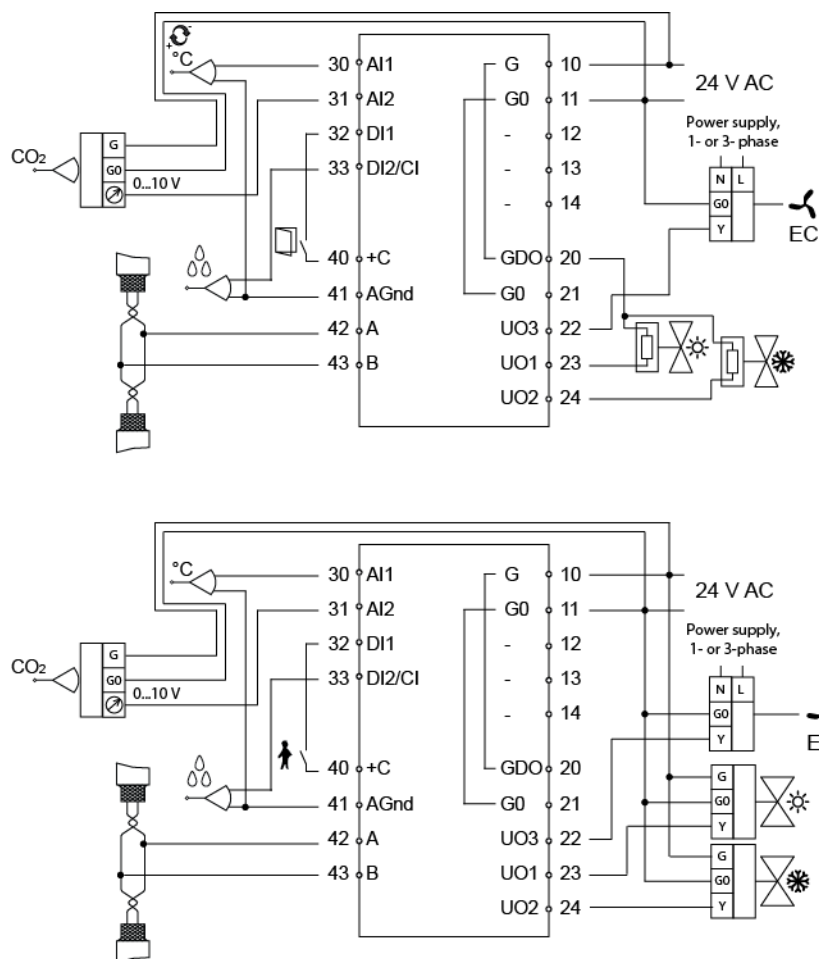 °C
30 AI1 G 10
24 V AC
31 AI2 G0 11
Power supply,
1- or 3- phase
32 DI1 - 12
CO2
G
G0
0...10 V
33 DI2/CI - 13
N L
G0
Y
EC
- 14
40 +C GDO 20
41 AGnd G0 21
42 A UO3 22
43 B UO1 23
UO2 24
°C
30 AI1 G 10
24 V AC
31 AI2 G0 11
Power supply,
1- or 3-phase
32 DI1 - 12
CO2
G
G0
0...10 V
33 DI2/CI - 13
N L
G0
Y
- 14
40 +C GDO 20
G
G0
Y
41 AGnd G0 21
42 A UO3 22
43 B UO1 23
G
G0
Y
UO2 24